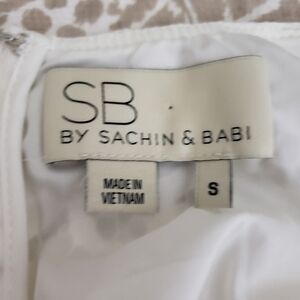 SB
BY SACHIN & BABI
MADE IN
VIETNAM
S